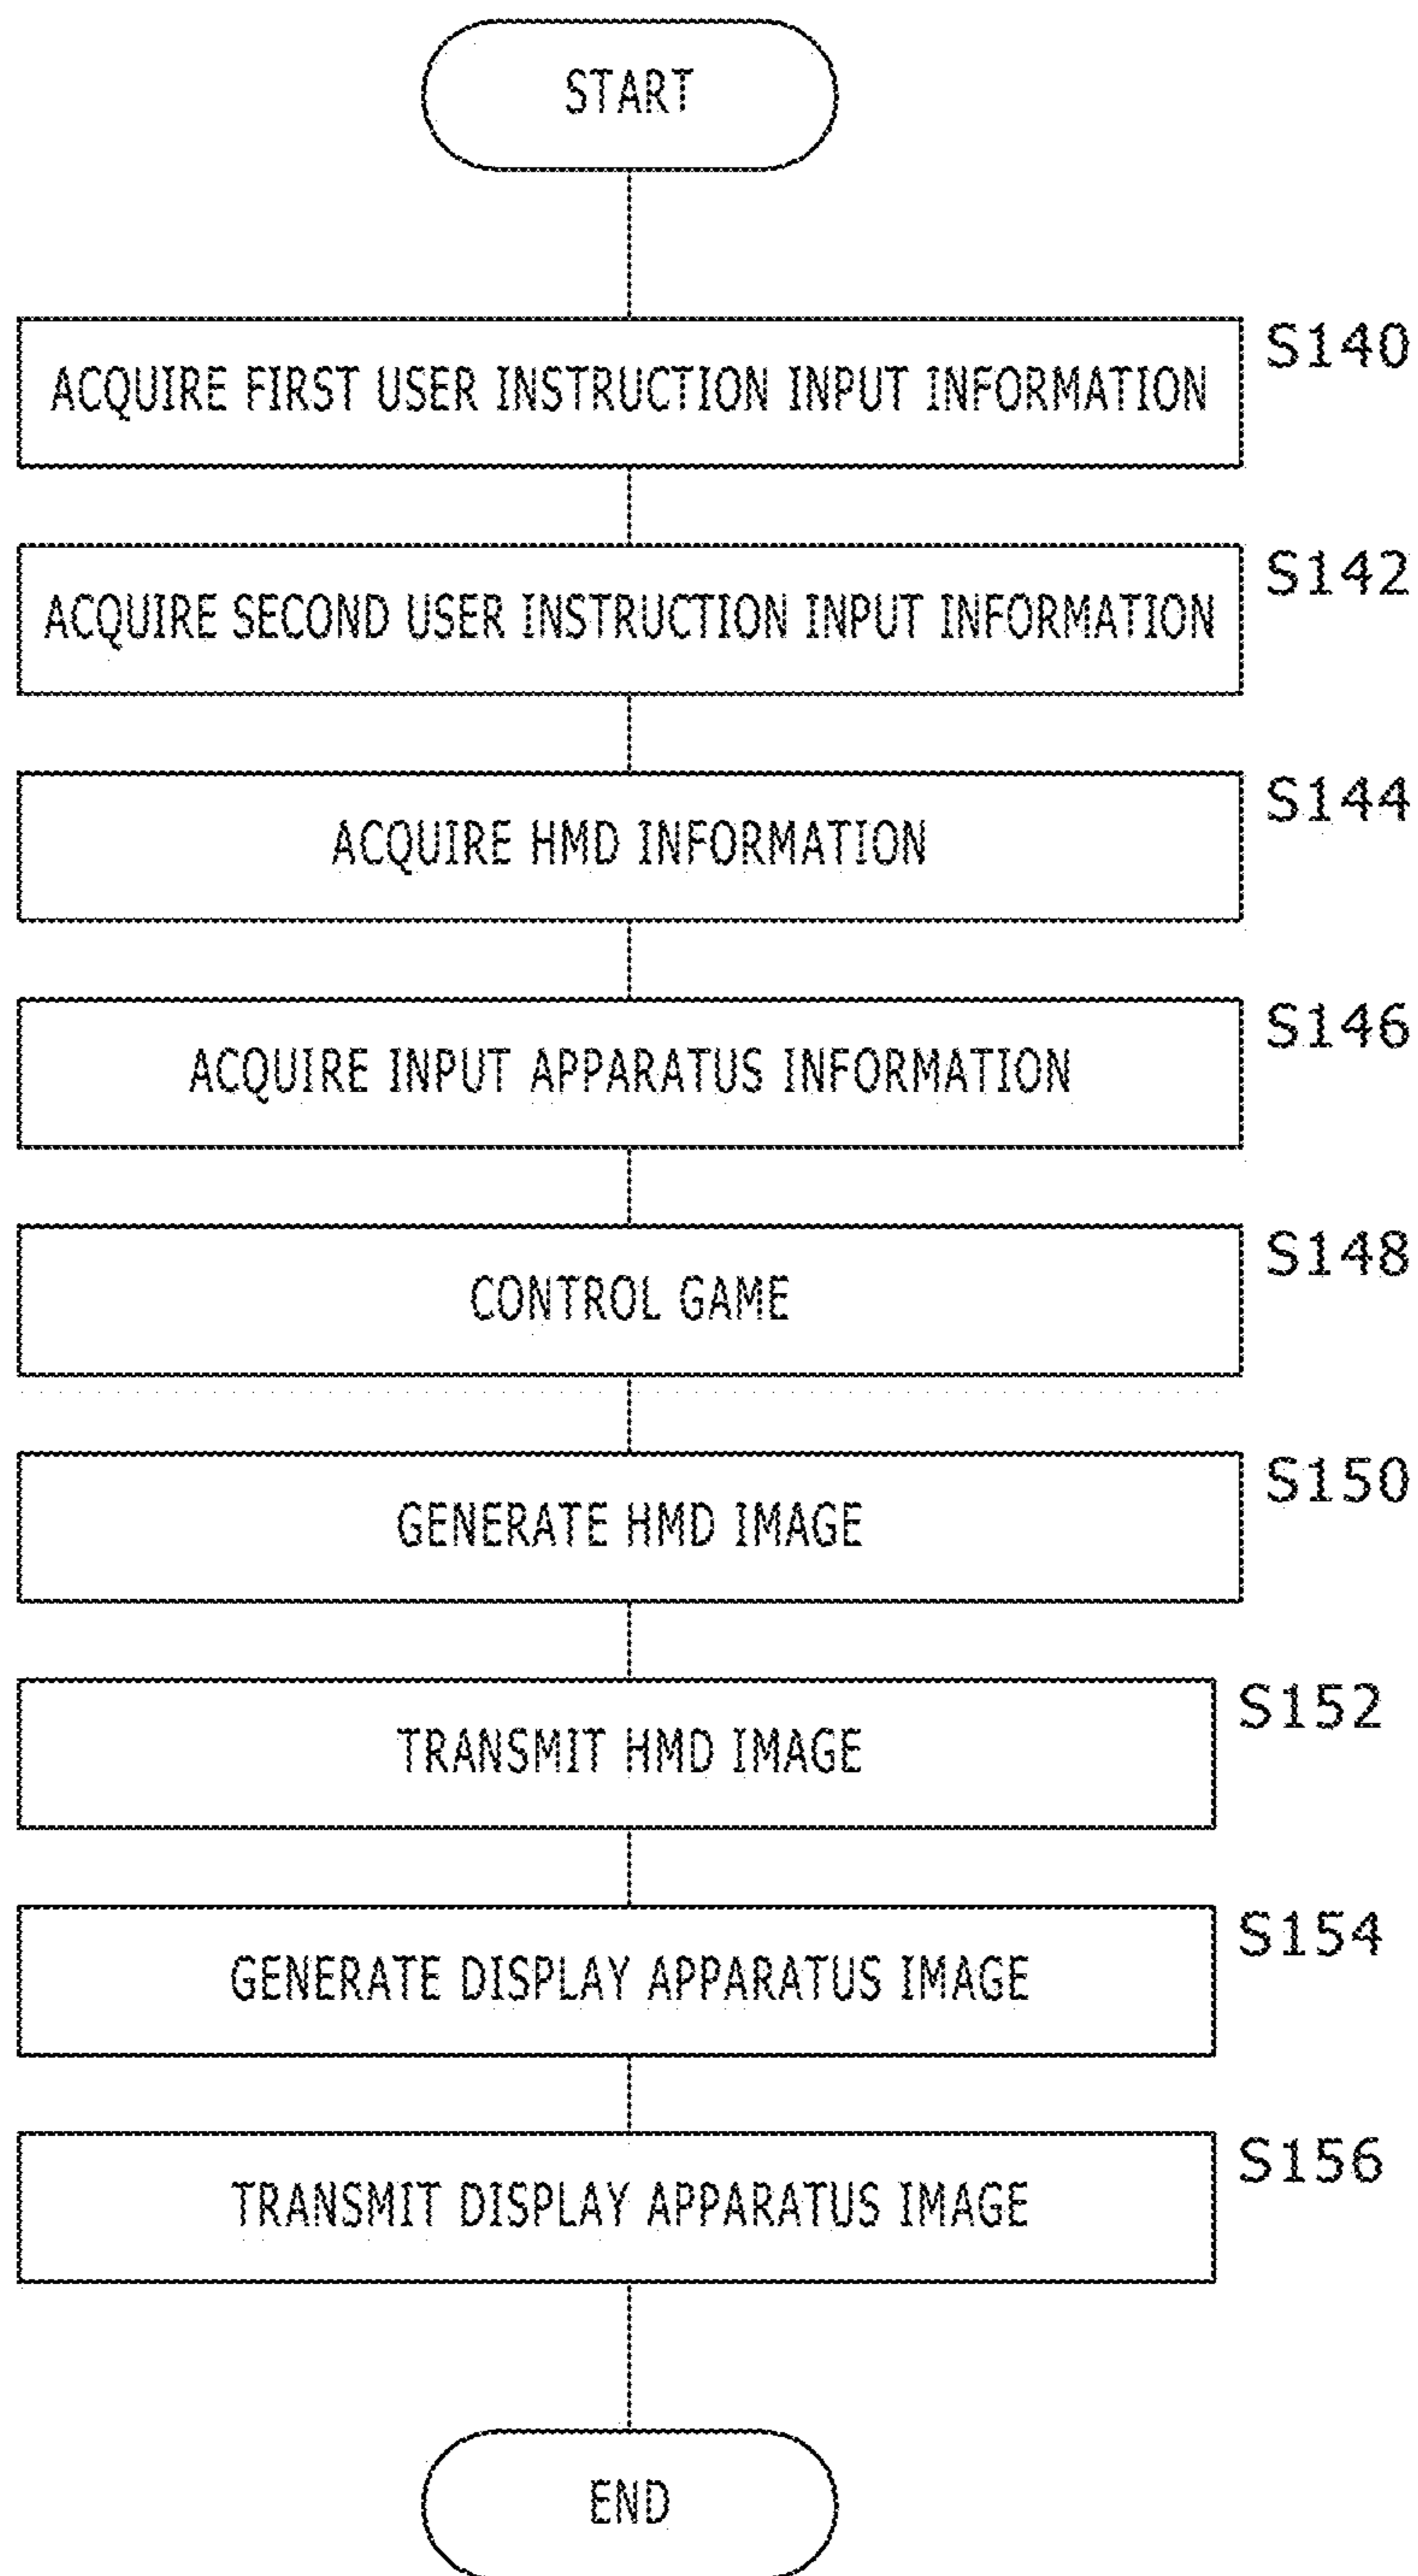 START
S140
ACQUIRE FIRST USER INSTRUCTION INPUT INFORMATION
S142
ACQUIRE SECOND USER INSTRUCTION INPUT INFORMATION
S144
ACQUIRE HMD INFORMATION
S146
ACQUIRE INPUT APPARATUS INFORMATION
S148
CONTROL GAME
S150
GENERATE HMD IMAGE
S152
TRANSMIT HMD IMAGE
S154
GENERATE DISPLAY APPARATUS IMAGE
S156
TRANSMIT DISPLAY APPARATUS IMAGE
END